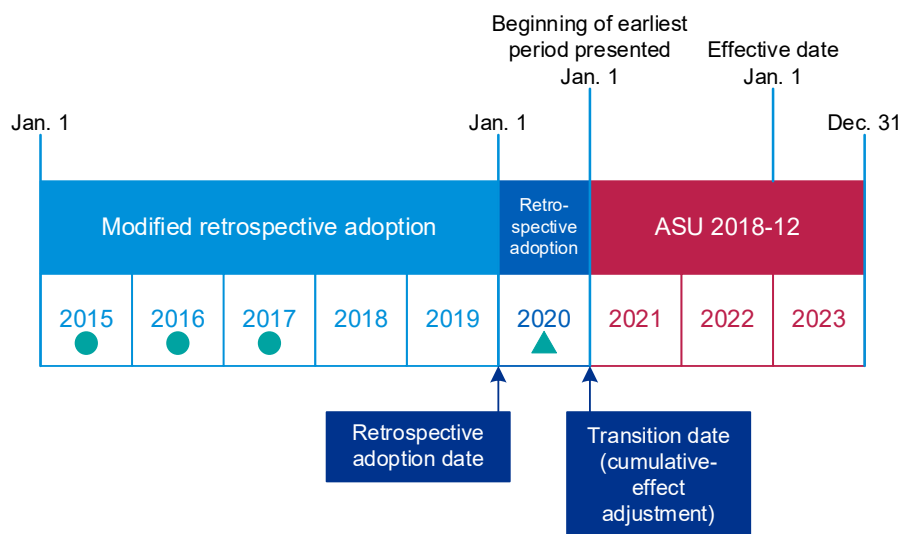 Beginning of earliest
period presented
Jan. 1
Effective date
Jan. 1
Jan. 1
Jan. 1
Dec. 31
Modified retrospective adoption
Retro-
spective
adoption
ASU 2018-12
2015
2016
2017
2018
2019
2020
2021
2022
2023
Retrospective
adoption date
Transition date
(cumulative-
effect
adjustment)